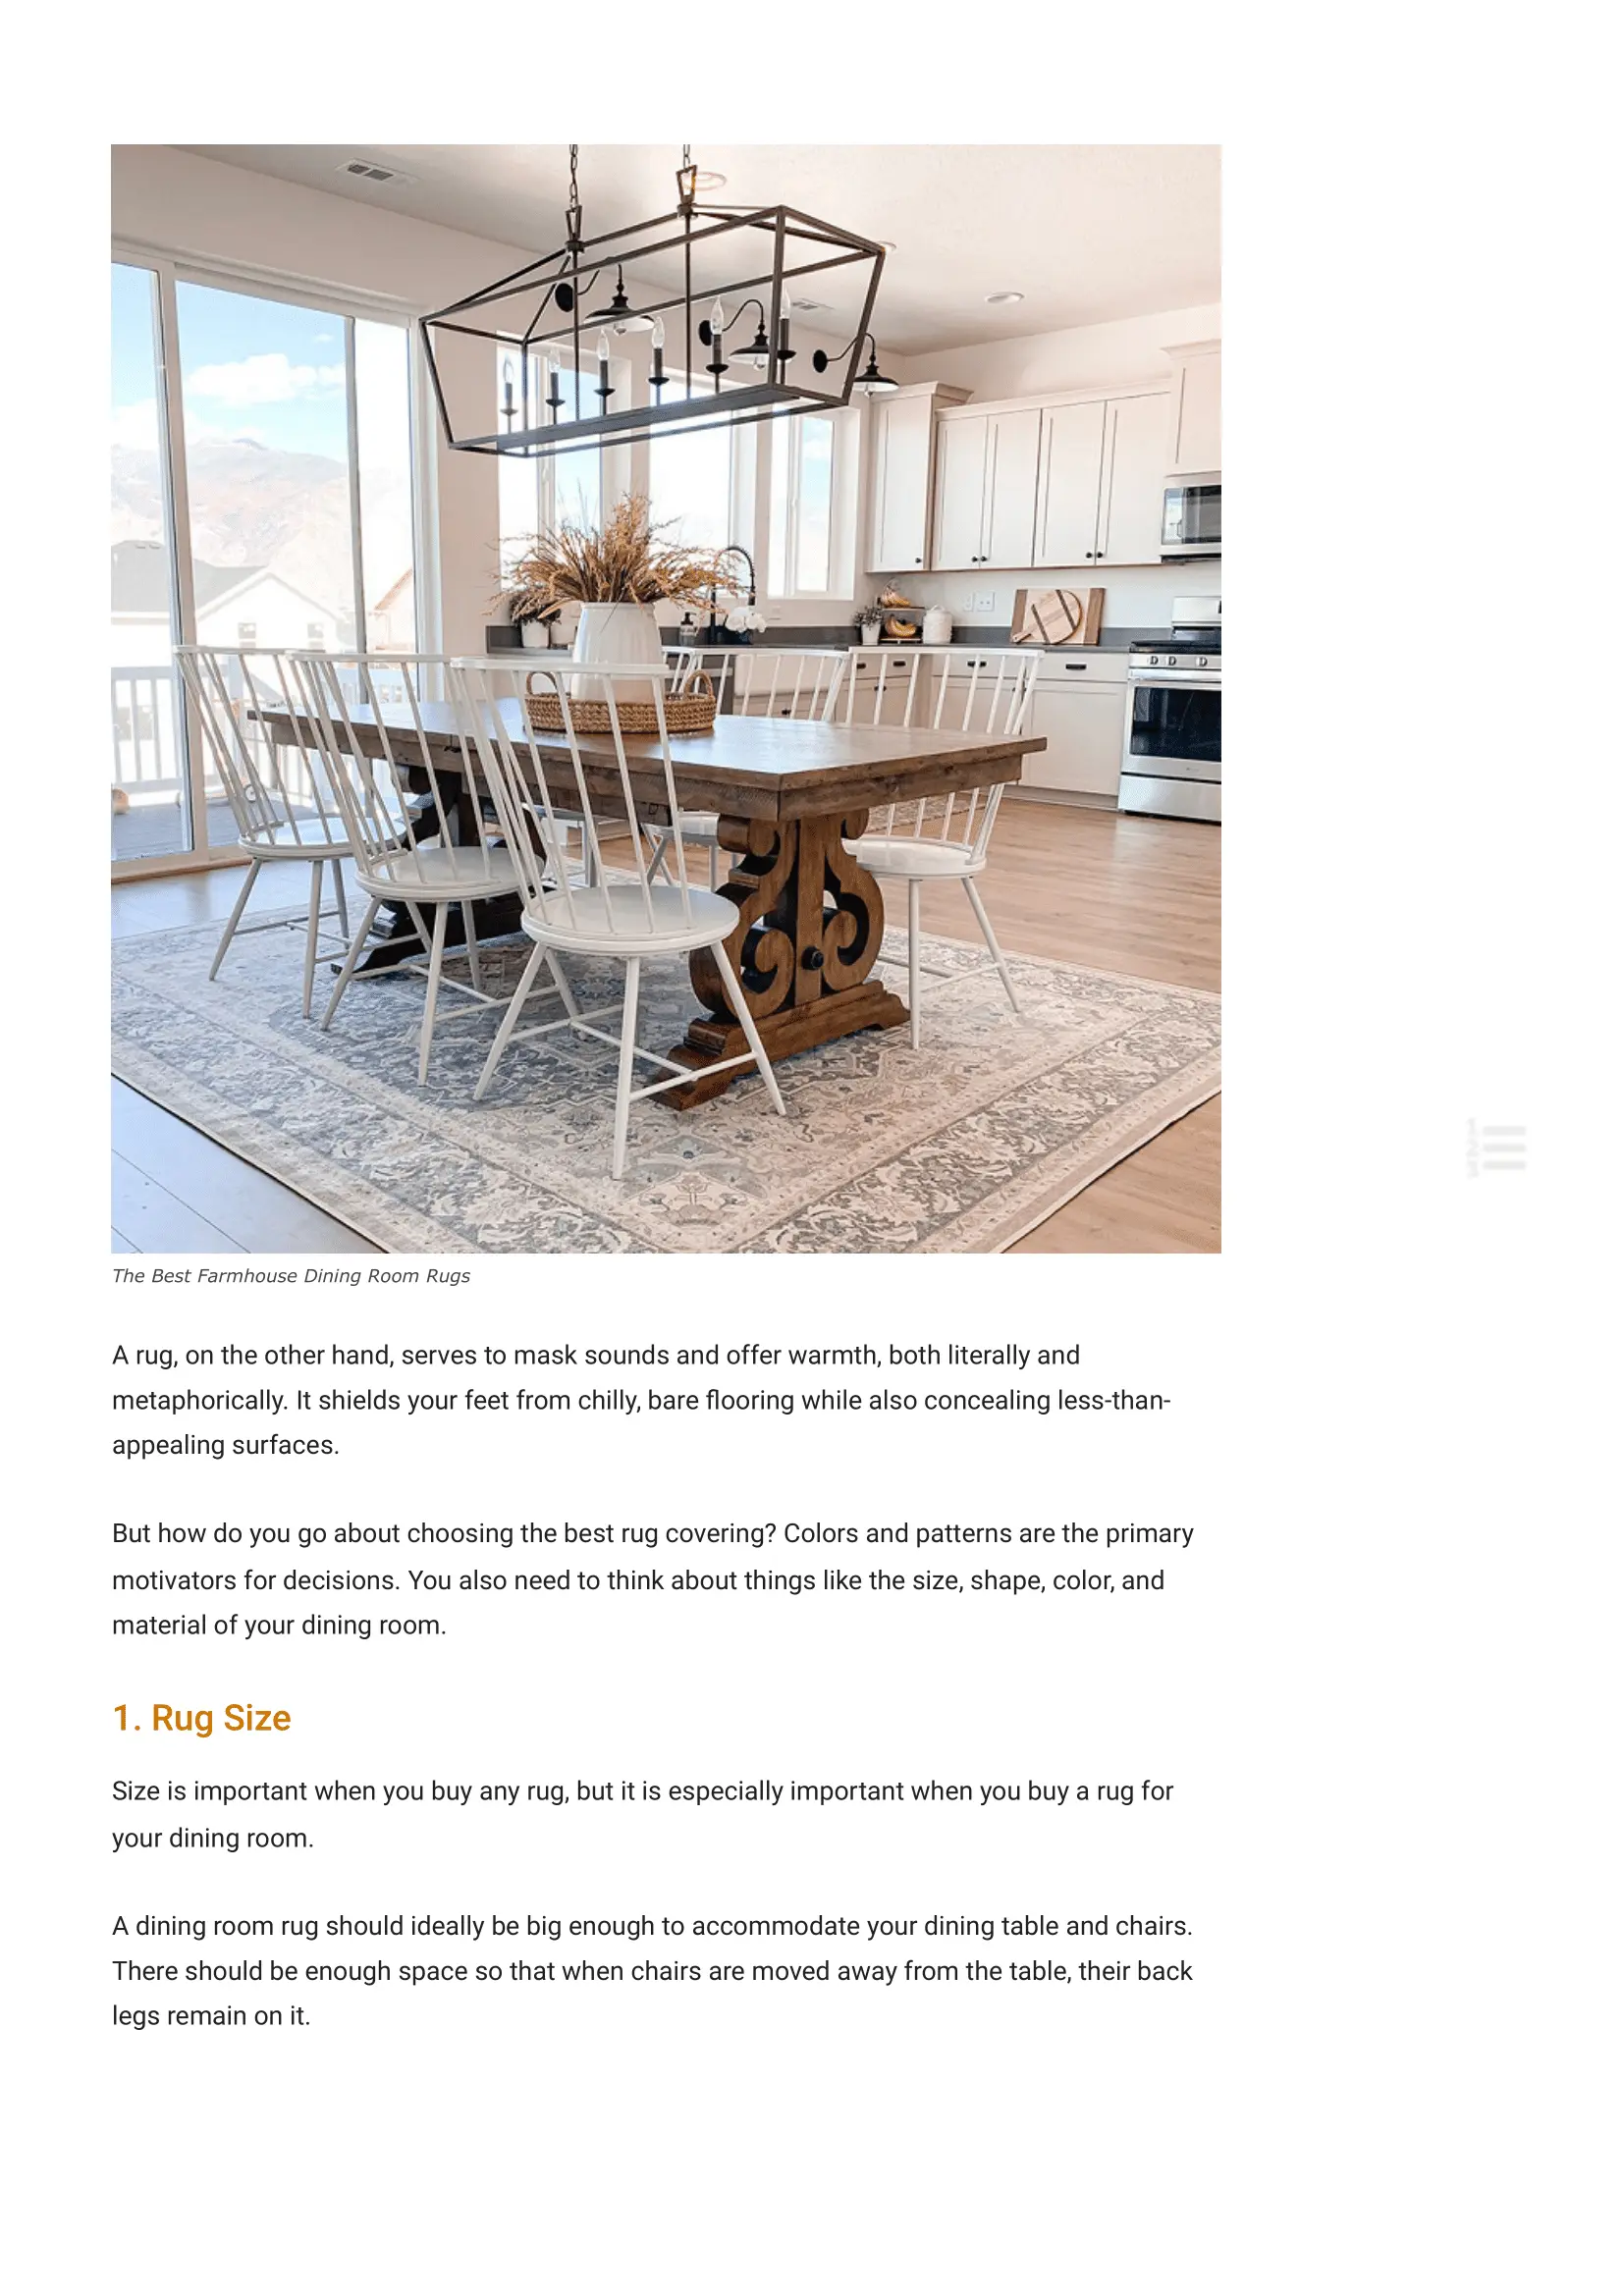 The Best Farmhouse Dining Room Rugs
A rug, on the other hand, serves to mask sounds and offer warmth, both literally and
metaphorically. It shields your feet from chilly, bare flooring while also concealing less-than-
appealing surfaces.
But how do you go about choosing the best rug covering? Colors and patterns are the primary
motivators for decisions. You also need to think about things like the size, shape, color, and
material of your dining room.
1. Rug Size
Size is important when you buy any rug, but it is especially important when you buy a rug for
your dining room.
A dining room rug should ideally be big enough to accommodate your dining table and chairs.
There should be enough space so that when chairs are moved away from the table, their back
legs remain on it.